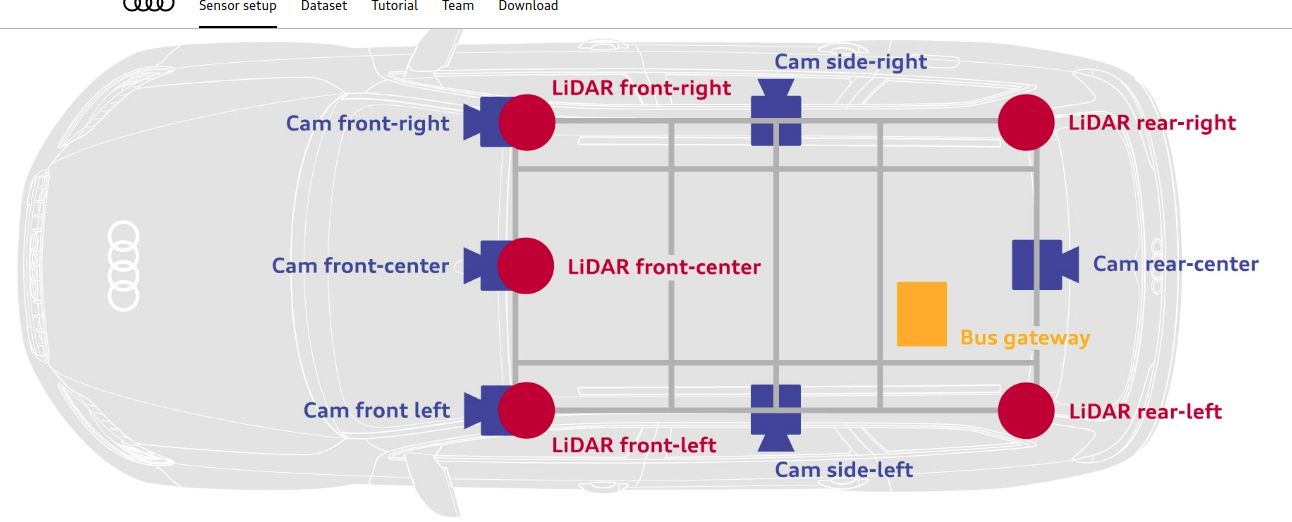 Sensor setup Dataset Tutorial Team Download
Cam side-right
LiDAR front-right
Cam front-right
LiDAR rear-right
Cam front-center
LiDAR front-center
Cam rear-center
Bus gateway
Cam front left
LiDAR rear-left
LiDAR front-left
Cam side-left